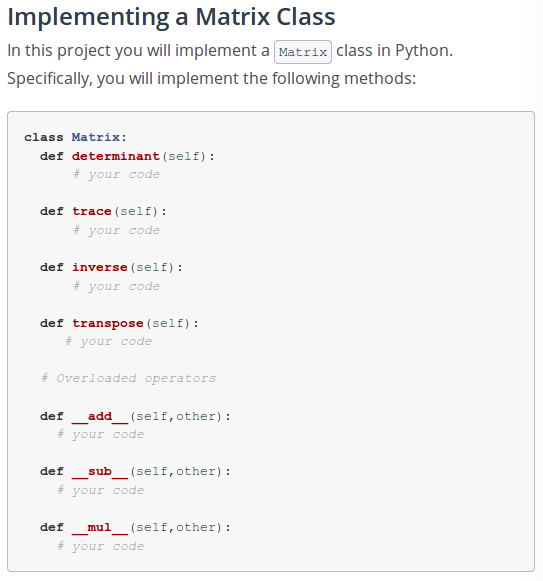 Implementing a Matrix Class
In this project you will implement a Matrix class in Python.
Specifically, you will implement the following methods:
class Matrix:
  def determinant(self):
      # your code
  def trace(self):
      # your code
  def inverse(self):
      # your code
  def transpose(self):
     # your code
  # Overloaded operators
  def __add__(self,other):
    # your code
  def __sub__(self,other):
    # your code
  def __mul__(self,other):
    # your code